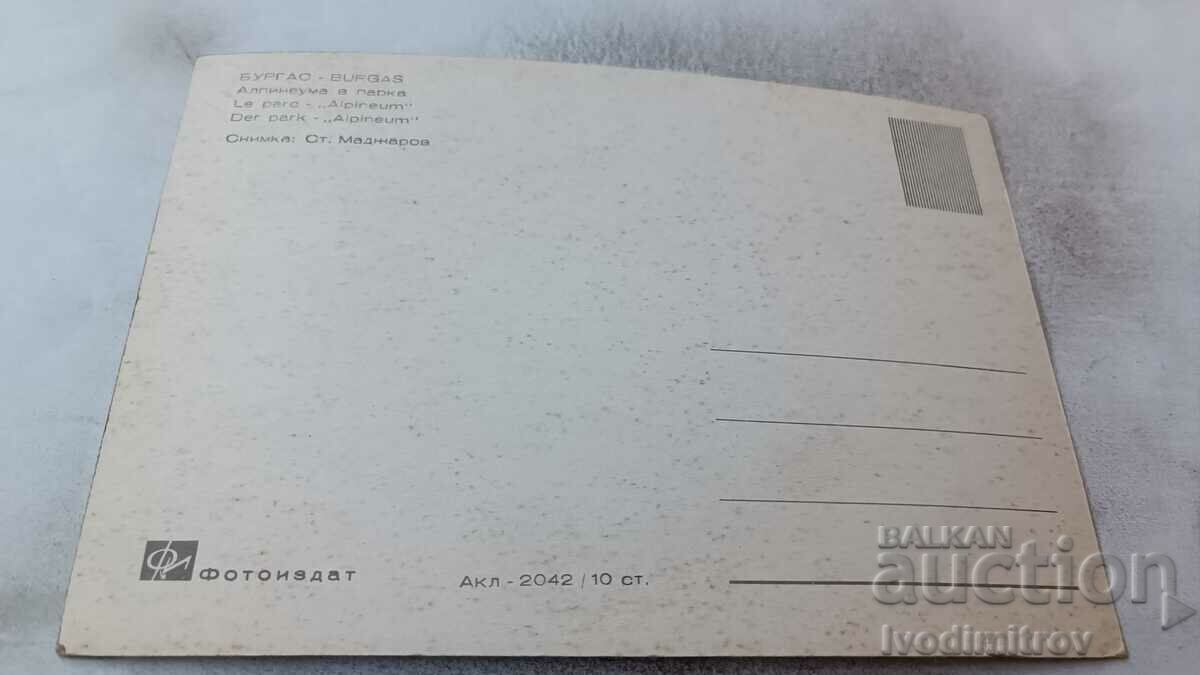 БУРГАС - BURGAS
Алпинеума в парка
Le parc - „Alpineum"
Der park - „Alpineum"
Снимка: Ст. Маджаров
Фотоиздат
Акл - 2042 / 10 ст.
BALKAN
auction
Ivodimitrov